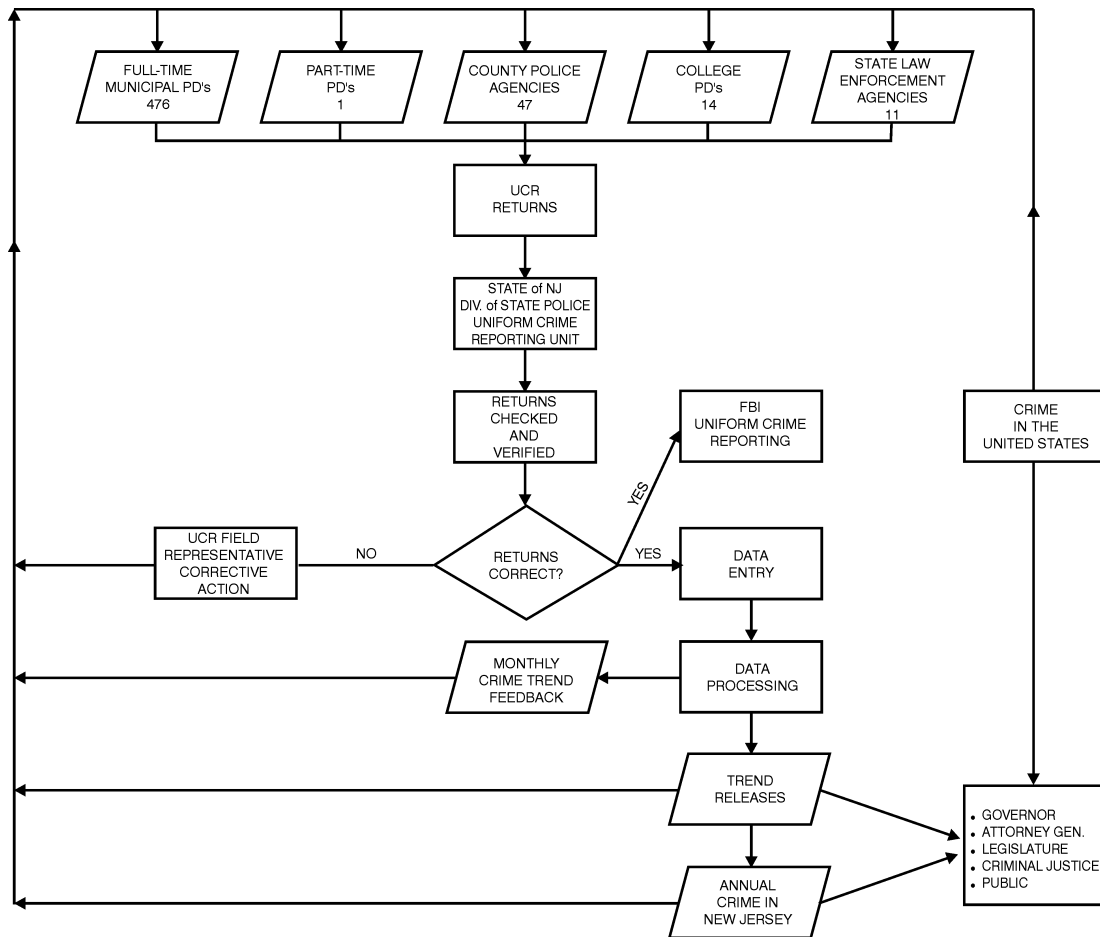 FULL-TIME
MUNICIPAL PD's
476
PART-TIME
PD's
1
COUNTY POLICE
AGENCIES
47
COLLEGE
PD's
14
STATE LAW
ENFORCEMENT
AGENCIES
11
UCR
RETURNS
STATE of NJ
DIV. of STATE POLICE
UNIFORM CRIME
REPORTING UNIT
RETURNS
CHECKED
AND
VERIFIED
FBI
UNIFORM CRIME
REPORTING
CRIME
IN THE
UNITED STATES
YES
UCR FIELD
REPRESENTATIVE
CORRECTIVE
ACTION
NO
RETURNS
CORRECT?
YES
DATA
ENTRY
MONTHLY
CRIME TREND
FEEDBACK
DATA
PROCESSING
TREND
RELEASES
• GOVERNOR
• ATTORNEY GEN.
• LEGISLATURE
• CRIMINAL JUSTICE
• PUBLIC
ANNUAL
CRIME IN
NEW JERSEY